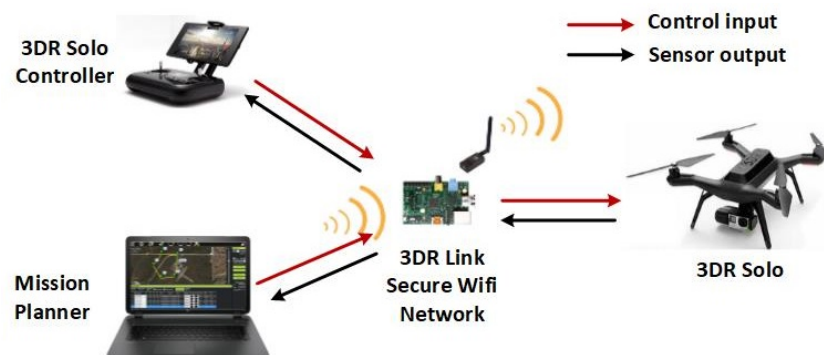 3DR Solo
Controller
Control input
Sensor output
Mission
Planner
3DR Link
Secure Wifi
Network
3DR Solo